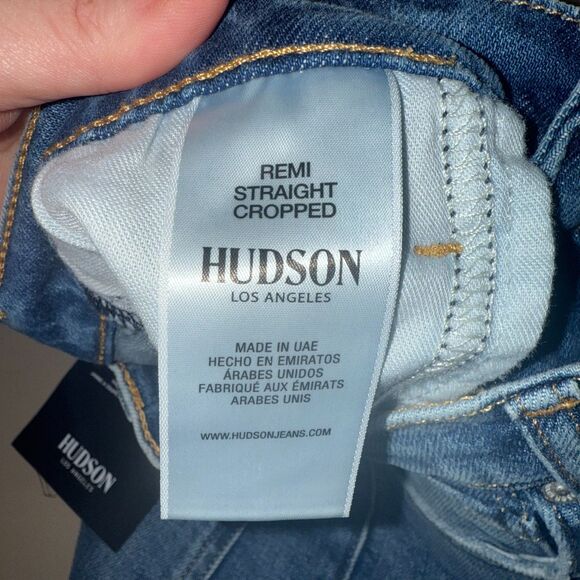 REMI
STRAIGHT
CROPPED
HUDSON
LOS ANGELES
MADE IN UAE
HECHO EN EMIRATOS
ÁRABES UNIDOS
FABRIQUÉ AUX ÉMIRATS
ARABES UNIS
WWW.HUDSONJEANS.COM
HUDSON
LOS ANGELES